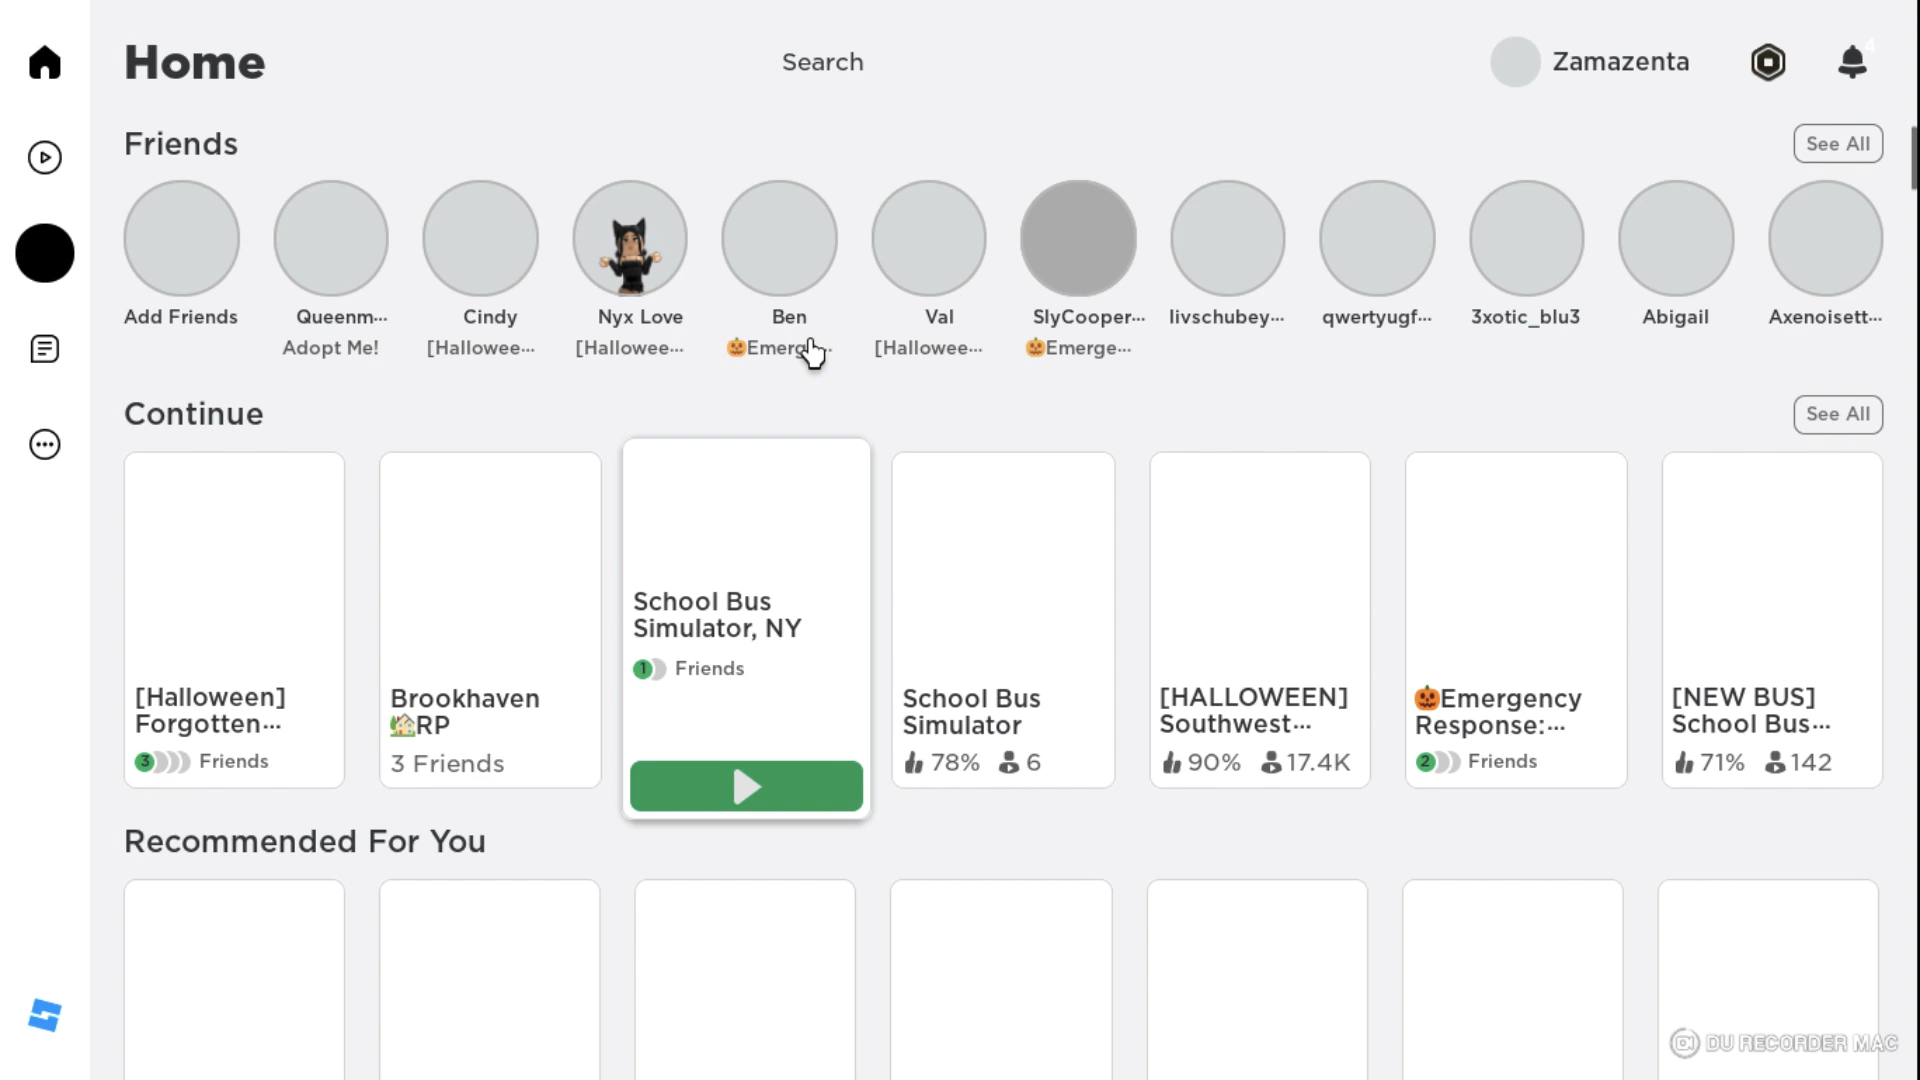 Home
Search
Zamazenta
4
Friends
See All
Add Friends
Queenm...
Cindy
Nyx Love
Ben
Val
SlyCooper...
livschubey...
qwertyugf...
3xotic_blu3
Abigail
Axenoisett...
Adopt Me!
[Hallowee...
[Hallowee...
🎃Emerg...
[Hallowee...
🎃Emerge...
Continue
See All
[Halloween]
Forgotten...
3 Friends
Brookhaven
🏡RP
3 Friends
School Bus
Simulator, NY
1 Friends
School Bus
Simulator
78% 6
[HALLOWEEN]
Southwest...
90% 17.4K
🎃Emergency
Response:...
2 Friends
[NEW BUS]
School Bus...
71% 142
Recommended For You
DU RECORDER MAC